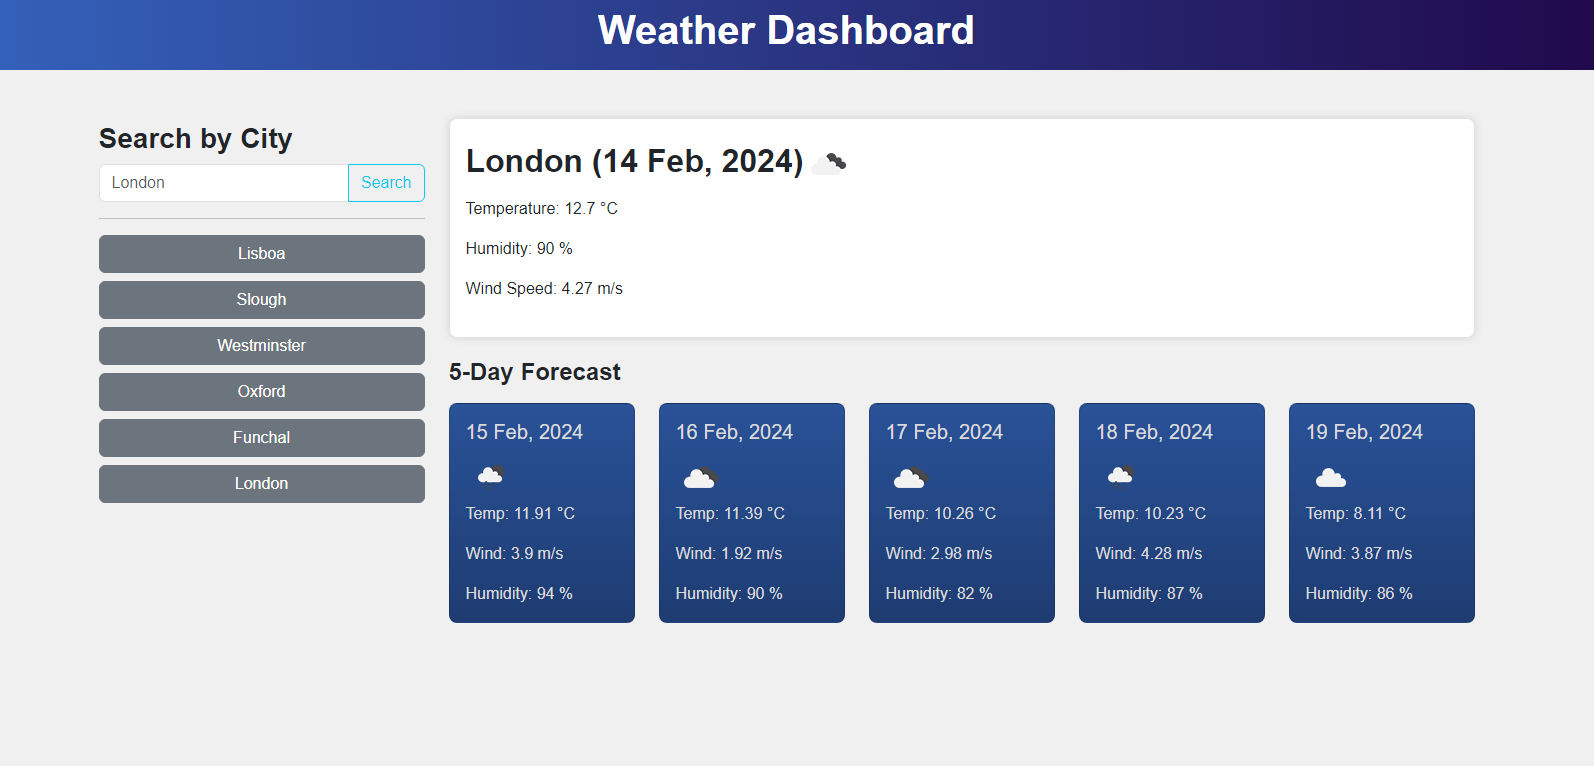 Weather Dashboard
Search by City
London
Search
Lisboa
Slough
Westminster
Oxford
Funchal
London
London (14 Feb, 2024)
Temperature: 12.7 °C
Humidity: 90 %
Wind Speed: 4.27 m/s
5-Day Forecast
15 Feb, 2024
Temp: 11.91 °C
Wind: 3.9 m/s
Humidity: 94 %
16 Feb, 2024
Temp: 11.39 °C
Wind: 1.92 m/s
Humidity: 90 %
17 Feb, 2024
Temp: 10.26 °C
Wind: 2.98 m/s
Humidity: 82 %
18 Feb, 2024
Temp: 10.23 °C
Wind: 4.28 m/s
Humidity: 87 %
19 Feb, 2024
Temp: 8.11 °C
Wind: 3.87 m/s
Humidity: 86 %